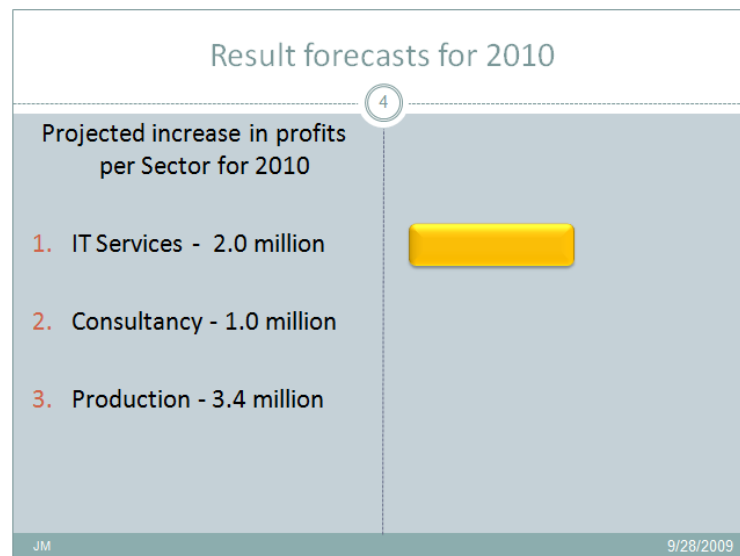 Result forecasts for 2010
4
Projected increase in profits
per Sector for 2010
1. IT Services - 2.0 million
2. Consultancy - 1.0 million
3. Production - 3.4 million
JM
9/28/2009